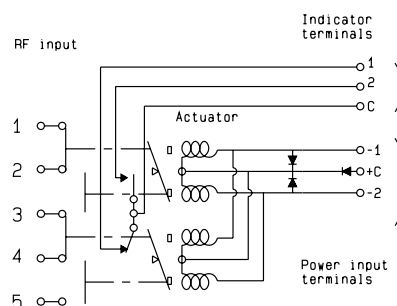 Indicator
terminals
RF input
1
2
C
Actuator
1
2
3
4
5
-1
+C
-2
Power input
terminals